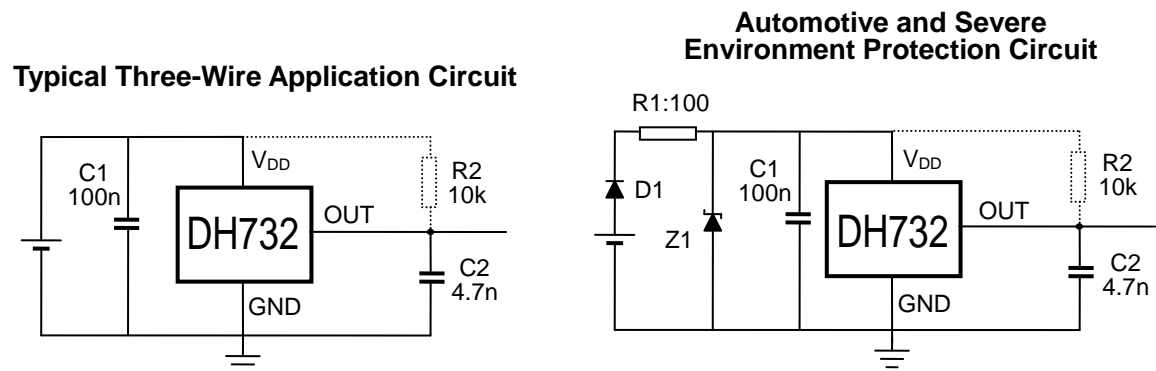 Typical Three-Wire Application Circuit
C1
100n
VDD
R2
10k
DH732
OUT
C2
4.7n
GND
Automotive and Severe
Environment Protection Circuit
R1:100
D1
Z1
C1
100n
VDD
R2
10k
DH732
OUT
C2
4.7n
GND